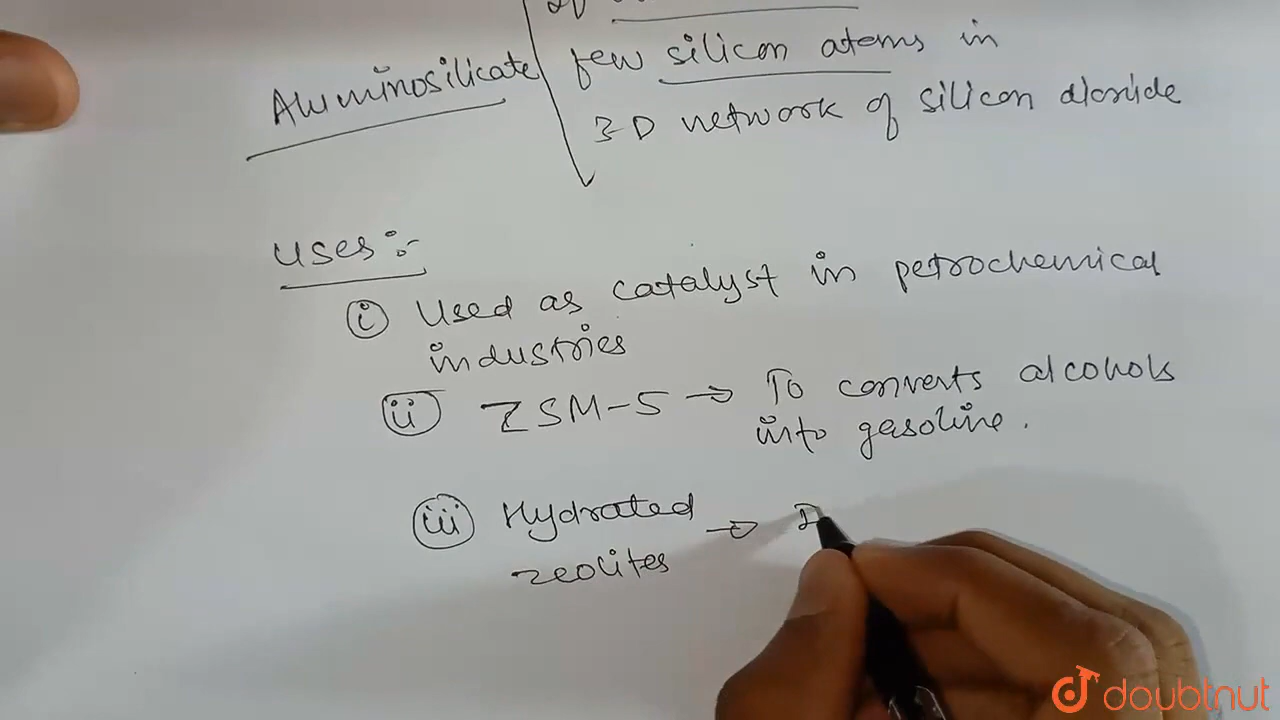 few silicon atoms in
Aluminosilicate
3-D network of silicon dioxide
Uses:-
(i) Used as catalyst in petrochemical
industries
(ii) ZSM-5 → To converts alcohols
into gasoline.
(iii) Hydrated →
zeolites
doubtnut